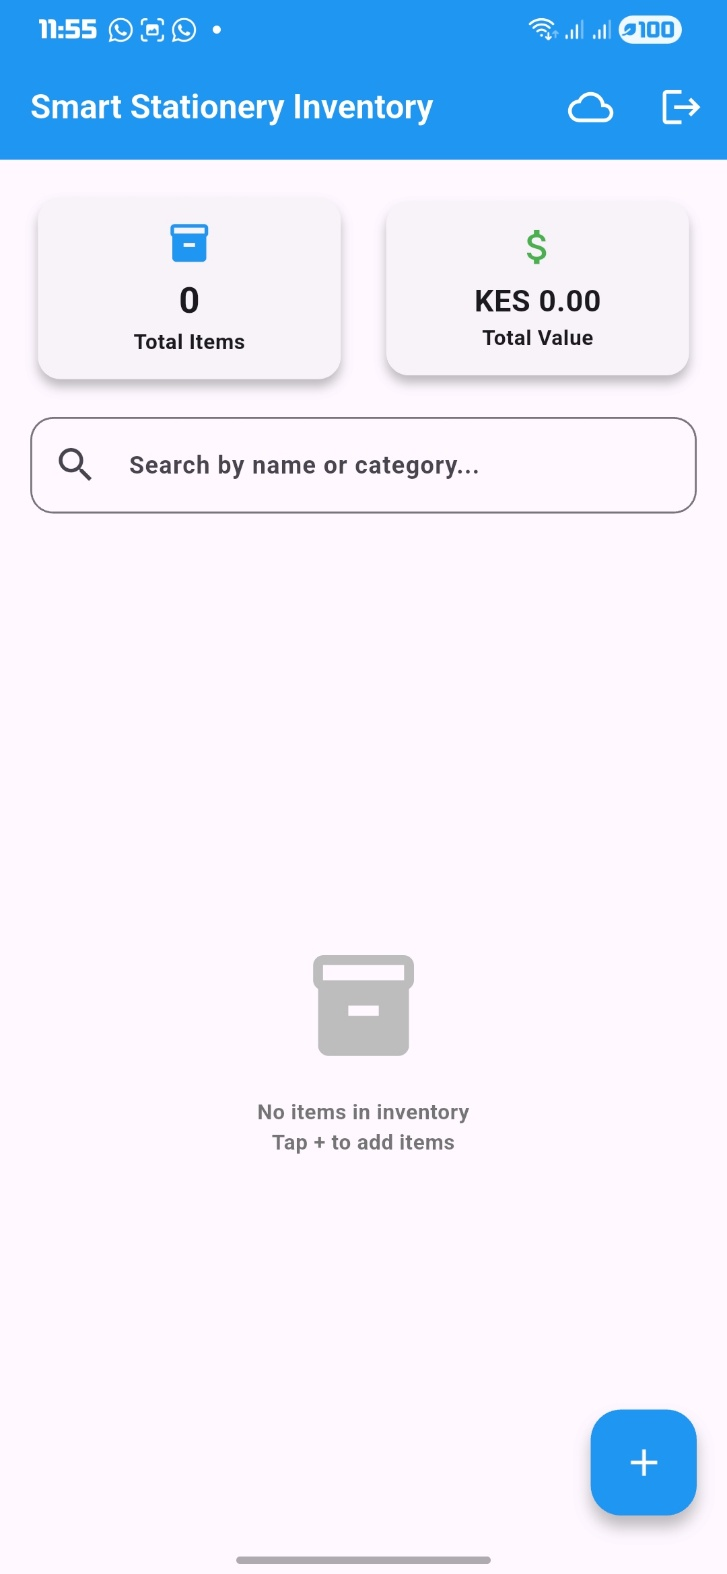 11:55
100
Smart Stationery Inventory
0
Total Items
$
KES 0.00
Total Value
Search by name or category...
No items in inventory
Tap + to add items
+